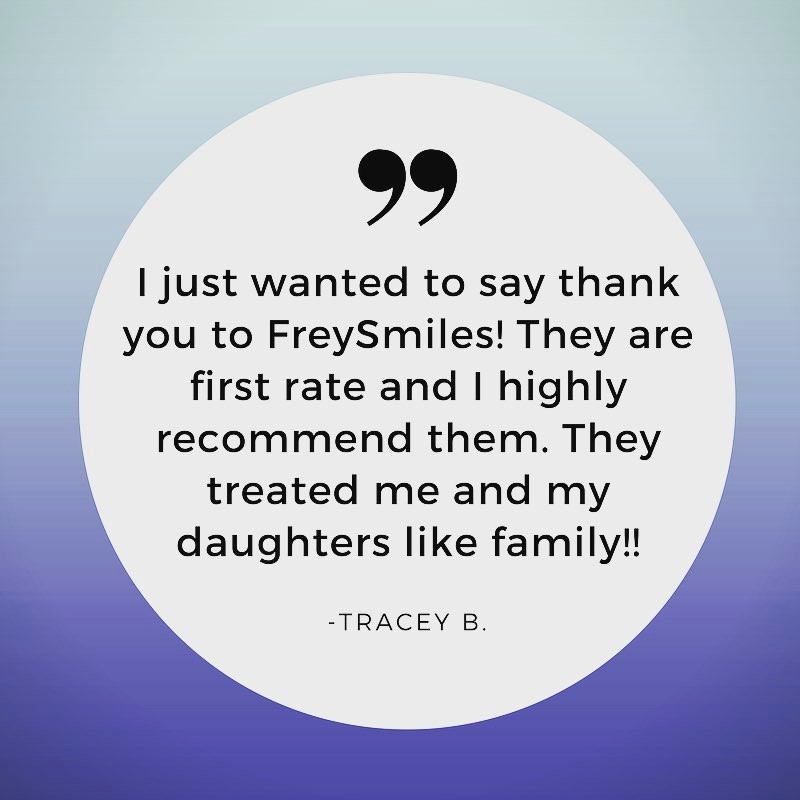 ”
I just wanted to say thank
you to FreySmiles! They are
first rate and I highly
recommend them. They
treated me and my
daughters like family!!
-TRACEY B.